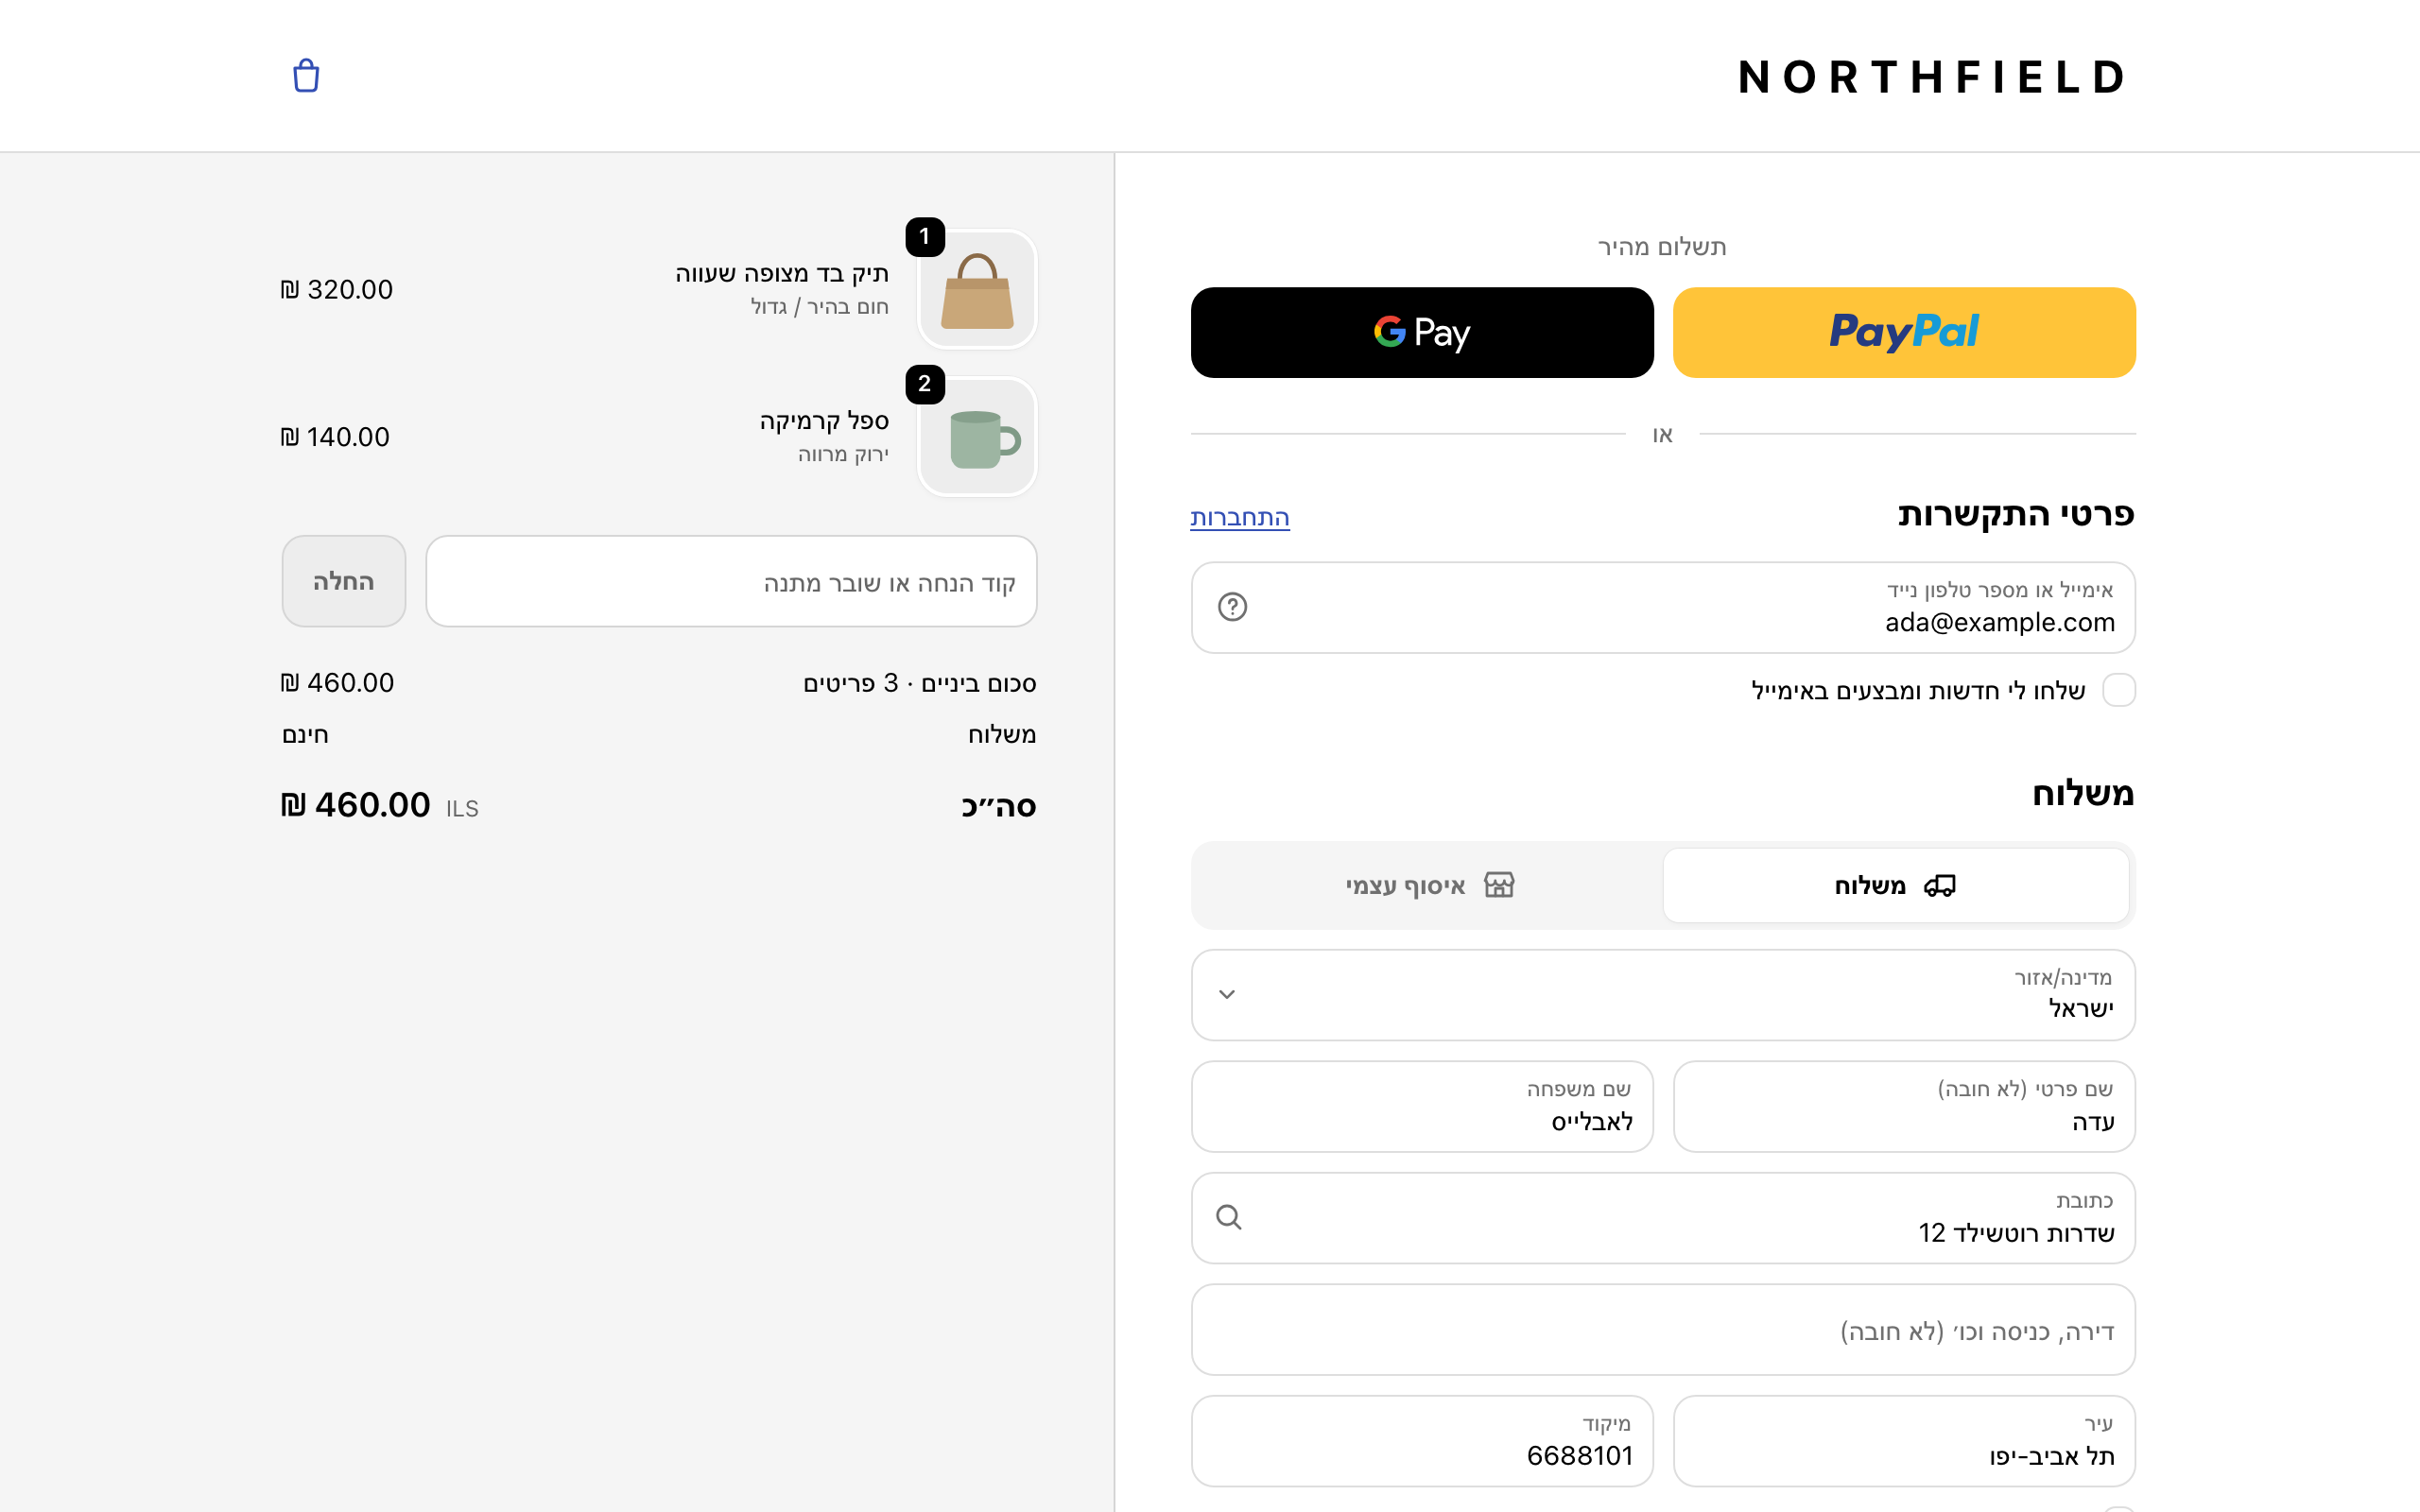 NORTHFIELD
תשלום מהיר
PayPal
G Pay
או
פרטי התקשרות
התחברות
אימייל או מספר טלפון נייד
ada@example.com
שלחו לי חדשות ומבצעים באימייל
משלוח
משלוח
איסוף עצמי
מדינה/אזור
ישראל
שם פרטי (לא חובה)
עדה
שם משפחה
לאבלייס
כתובת
שדרות רוטשילד 12
דירה, כניסה וכו׳ (לא חובה)
עיר
תל אביב-יפו
מיקוד
6688101
1
תיק בד מצופה שעווה
חום בהיר / גדול
320.00 ₪
2
ספל קרמיקה
ירוק מרווה
140.00 ₪
קוד הנחה או שובר מתנה
החלה
סכום ביניים · 3 פריטים
460.00 ₪
משלוח
חינם
סה״כ
ILS 460.00 ₪